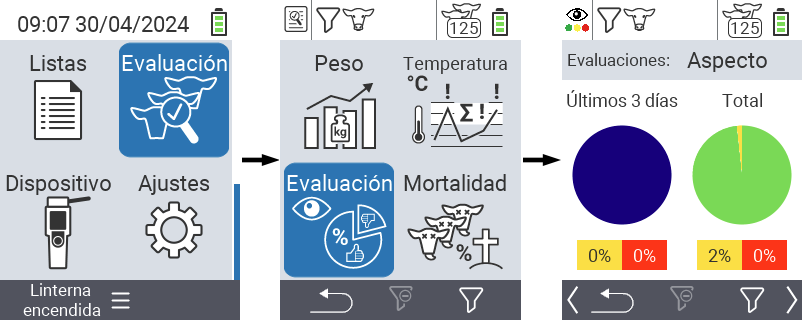 09:07 30/04/2024
Listas
Evaluación
Dispositivo
Ajustes
Linterna
encendida
125
Peso
Temperatura
kg
°C
! Σ ! !
Evaluación
Mortalidad
%
%
125
Evaluaciones: Aspecto
Últimos 3 días
Total
0% 0%
2% 0%